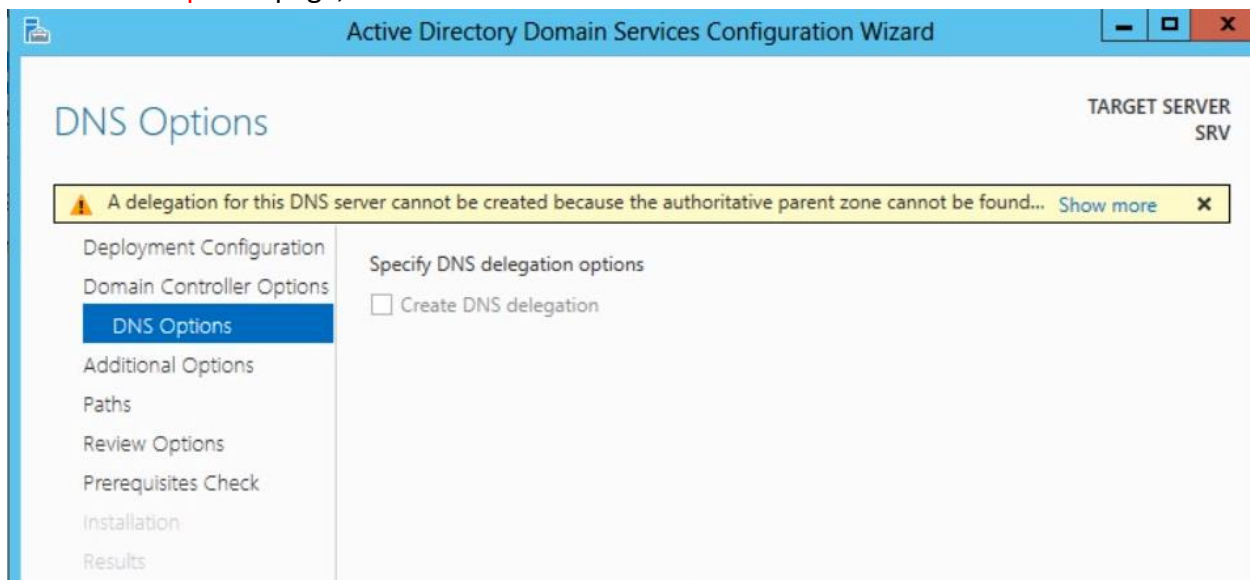 page,
Active Directory Domain Services Configuration Wizard
DNS Options
TARGET SERVER
SRV
A delegation for this DNS server cannot be created because the authoritative parent zone cannot be found... Show more
Deployment Configuration
Domain Controller Options
DNS Options
Additional Options
Paths
Review Options
Prerequisites Check
Installation
Results
Specify DNS delegation options
Create DNS delegation